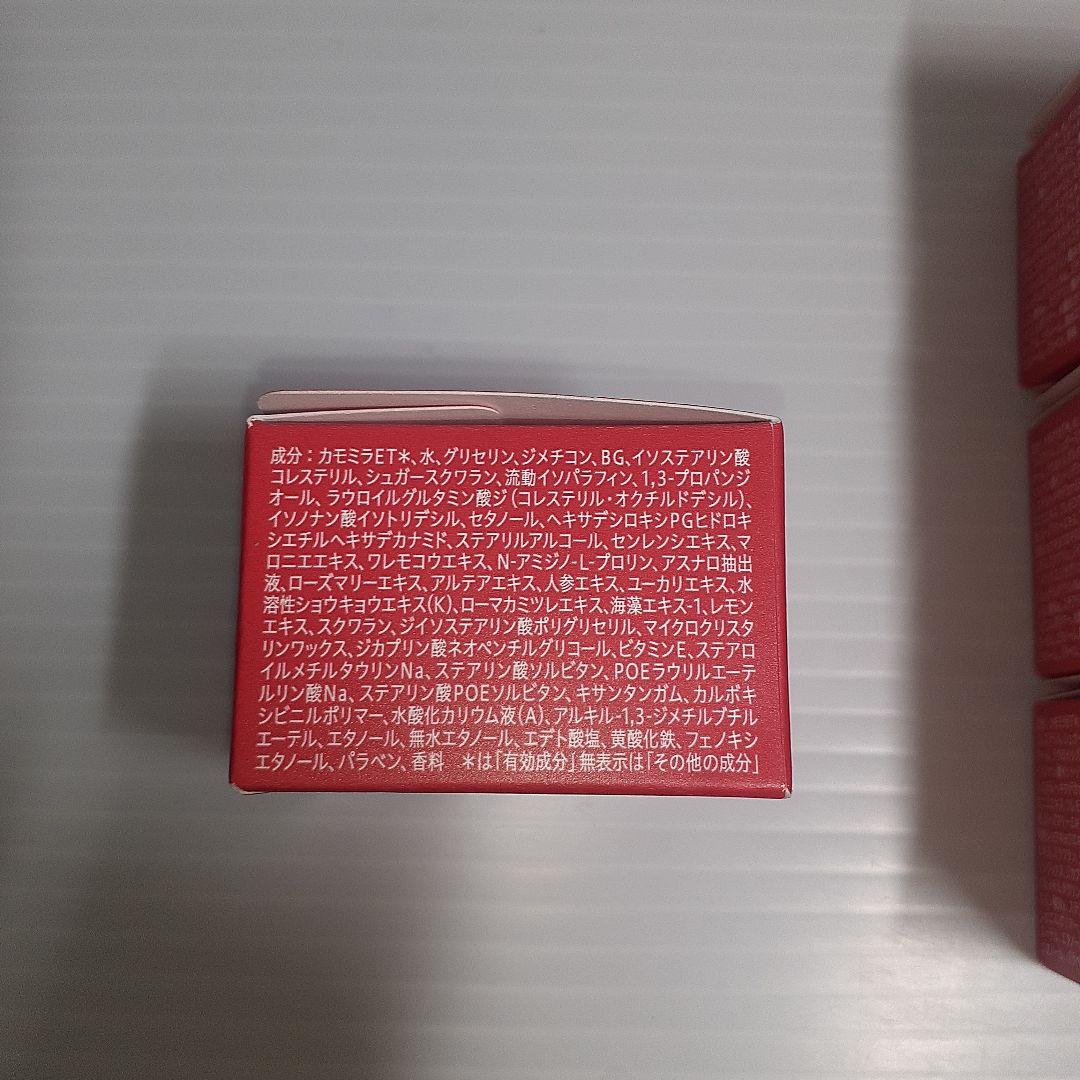 成分：カモミラET＊、水、グリセリン、ジメチコン、BG、イソステアリン酸
コレステリル、シュガースクワラン、流動イソパラフィン、1,3-プロパンジ
オール、ラウロイルグルタミン酸ジ(コレステリル・オクチルドデシル)、
イソノナン酸イソトリデシル、セタノール、ヘキサデシロキシPGヒドロキ
シエチルヘキサデカナミド、ステアリルアルコール、センレンシエキス、マ
ロニエエキス、ワレモコウエキス、N-アミジノ-L-プロリン、アスナロ抽出
液、ローズマリーエキス、アルテアエキス、人参エキス、ユーカリエキス、水
溶性ショウキョウエキス(K)、ローマカミツレエキス、海藻エキス-1、レモン
エキス、スクワラン、ジイソステアリン酸ポリグリセリル、マイクロクリスタ
リンワックス、ジカプリン酸ネオペンチルグリコール、ビタミンE、ステアロ
イルメチルタウリンNa、ステアリン酸ソルビタン、POEラウリルエーテ
ルリン酸Na、ステアリン酸POEソルビタン、キサンタンガム、カルボキ
シビニルポリマー、水酸化カリウム液(A)、アルキル-1,3-ジメチルブチル
エーテル、エタノール、無水エタノール、エデト酸塩、黄酸化鉄、フェノキシ
エタノール、パラベン、香料　＊は「有効成分」無表示は「その他の成分」